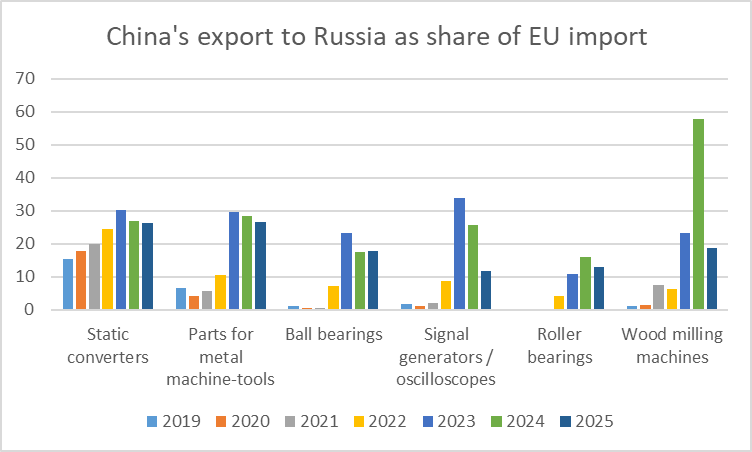 China's export to Russia as share of EU import
70
60
50
40
30
20
10
0
Static converters
Parts for metal machine-tools
Ball bearings
Signal generators / oscilloscopes
Roller bearings
Wood milling machines
2019 2020 2021 2022 2023 2024 2025